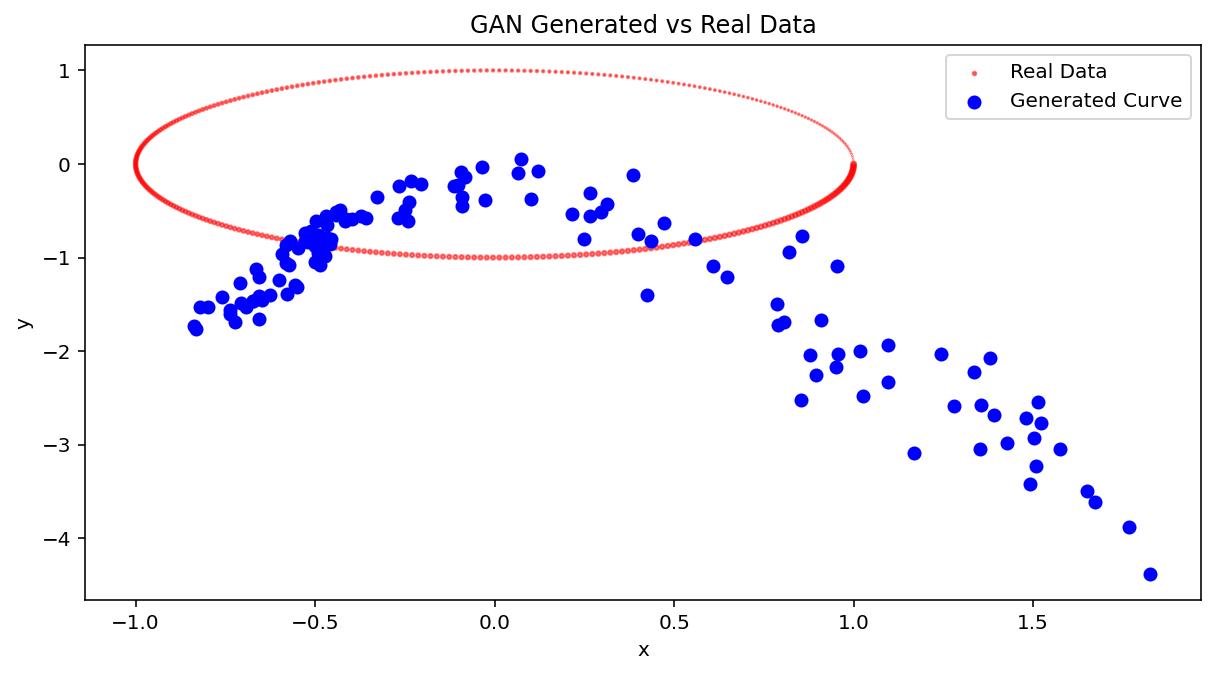 GAN Generated vs Real Data
Real Data
Generated Curve
1
0
−1
−2
−3
−4
y
−1.0 −0.5 0.0 0.5 1.0 1.5
x